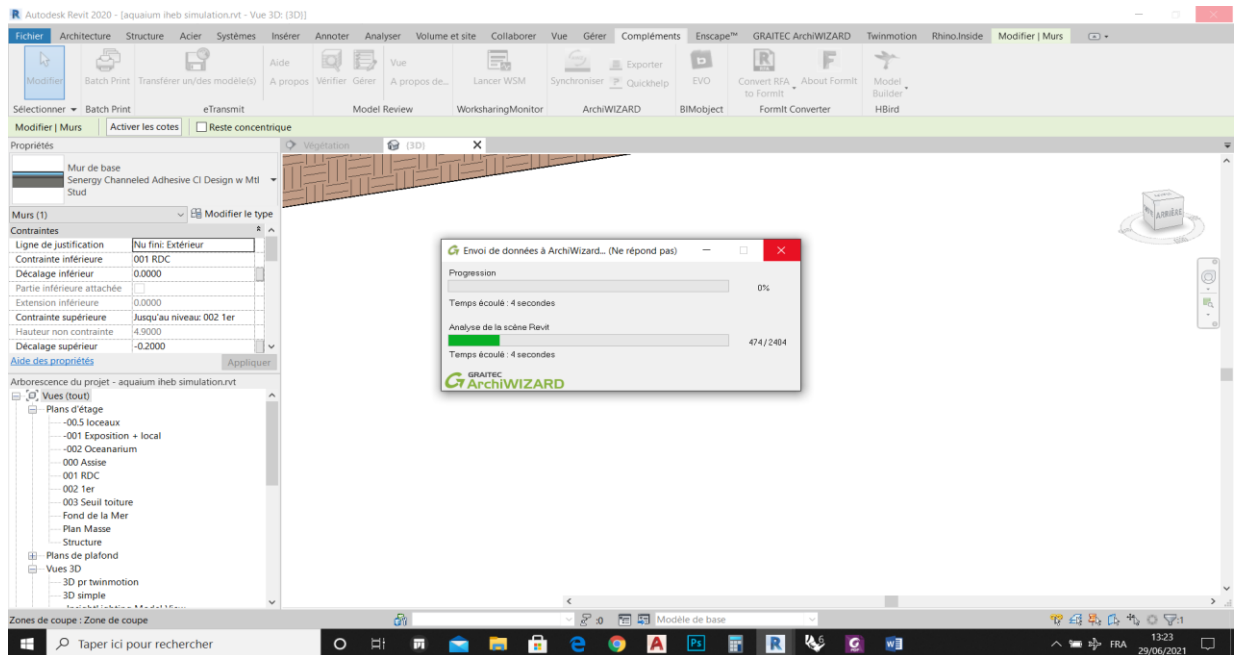 R Autodesk Revit 2020 - [aquaium iheb simulation.rvt - Vue 3D: {3D}]
Fichier Architecture Structure Acier Systèmes Insérer Annoter Analyser Volume et site Collaborer Vue Gérer Compléments Enscape™ GRAITEC ArchiWIZARD Twinmotion Rhino.Inside Modifier | Murs
Modifier Batch Print Transférer un/des modèle(s) Aide A propos Vérifier Gérer Vue A propos de... Lancer WSM Synchroniser Exporter Quickhelp EVO Convert RFA to FormIt About FormIt Model Builder
Sélectionner Batch Print eTransmit Model Review WorksharingMonitor ArchiWIZARD BIMobject FormIt Converter HBird
Modifier | Murs Activer les cotes Reste concentrique
Propriétés Végétation {3D}
Mur de base
Senergy Channeled Adhesive CI Design w Mtl
Stud
Murs (1) Modifier le type
Contraintes
Ligne de justification Nu fini: Extérieur
Contrainte inférieure 001 RDC
Décalage inférieur 0.0000
Partie inférieure attachée
Extension inférieure 0.0000
Contrainte supérieure Jusqu'au niveau: 002 1er
Hauteur non contrainte 4.9000
Décalage supérieur -0.2000
Aide des propriétés Appliquer
ARRIÈRE
Envoi de données à ArchiWizard... (Ne répond pas)
Progression
0%
Temps écoulé : 4 secondes
Analyse de la scène Revit
474 / 2404
Temps écoulé : 4 secondes
GRAITEC
ArchiWIZARD
Arborescence du projet - aquaium iheb simulation.rvt
Vues (tout)
Plans d'étage
-00.5 loceaux
-001 Exposition + local
-002 Oceanarium
000 Assise
001 RDC
002 1er
003 Seuil toiture
Fond de la Mer
Plan Masse
Structure
Plans de plafond
Vues 3D
3D pr twinmotion
3D simple
Zones de coupe : Zone de coupe :0 Modèle de base :1
Taper ici pour rechercher FRA 13:23
29/06/2021